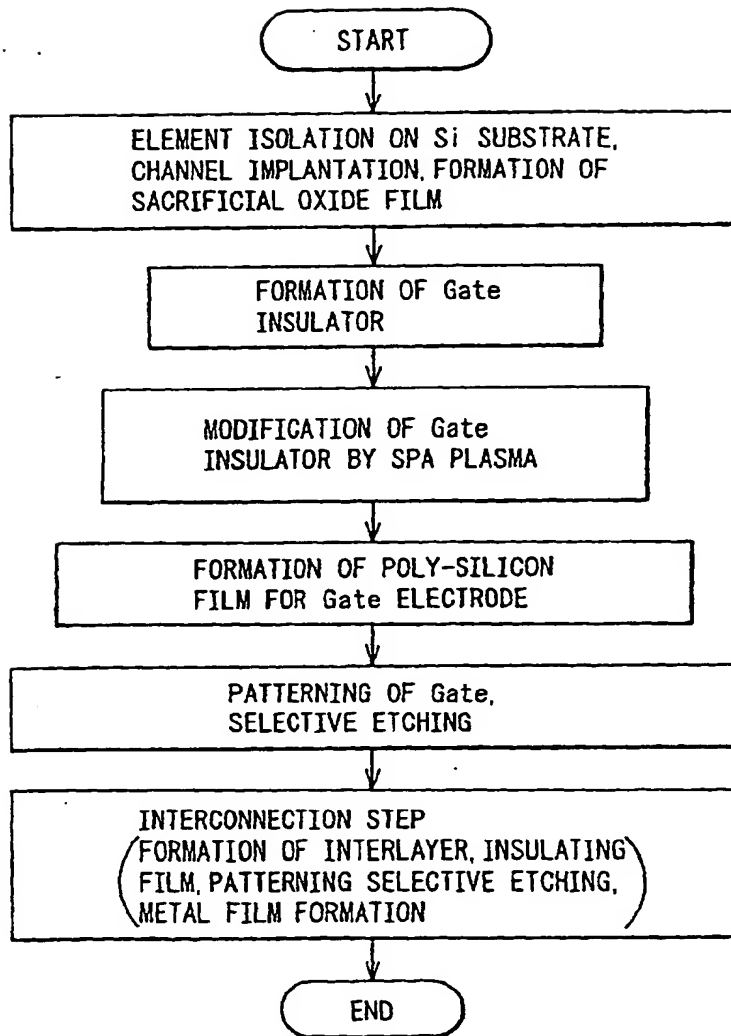 START
ELEMENT ISOLATION ON Si SUBSTRATE,
CHANNEL IMPLANTATION, FORMATION OF
SACRIFICIAL OXIDE FILM
FORMATION OF Gate
INSULATOR
MODIFICATION OF Gate
INSULATOR BY SPA PLASMA
FORMATION OF POLY-SILICON
FILM FOR Gate ELECTRODE
PATTERNING OF Gate,
SELECTIVE ETCHING
INTERCONNECTION STEP
(FORMATION OF INTERLAYER, INSULATING
FILM, PATTERNING SELECTIVE ETCHING,
METAL FILM FORMATION)
END